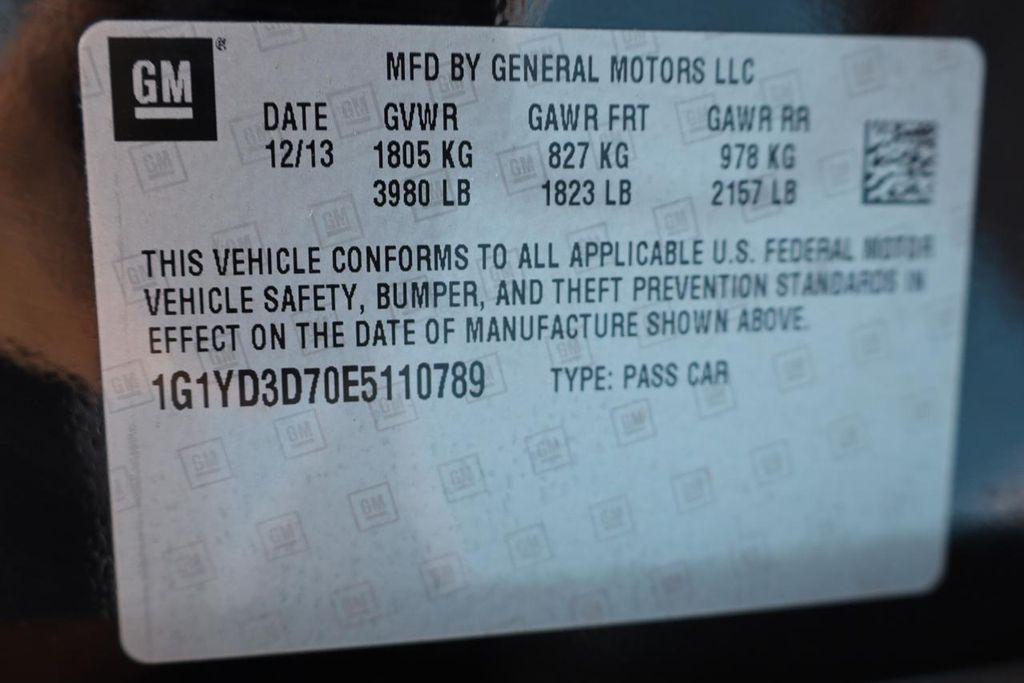 GM ®
MFD BY GENERAL MOTORS LLC
DATE GVWR GAWR FRT GAWR RR
12/13 1805 KG 827 KG 978 KG
3980 LB 1823 LB 2157 LB
THIS VEHICLE CONFORMS TO ALL APPLICABLE U.S. FEDERAL MOTOR
VEHICLE SAFETY, BUMPER, AND THEFT PREVENTION STANDARDS IN
EFFECT ON THE DATE OF MANUFACTURE SHOWN ABOVE.
1G1YD3D70E5110789 TYPE: PASS CAR